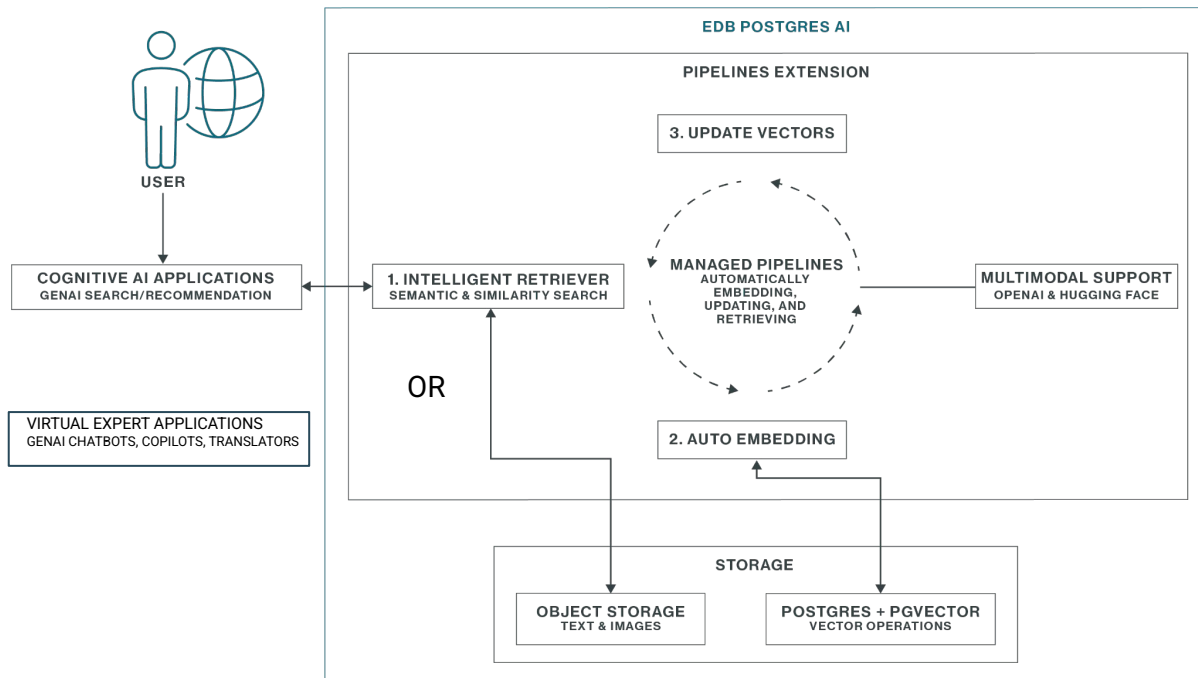 EDB POSTGRES AI
PIPELINES EXTENSION
3. UPDATE VECTORS
USER
COGNITIVE AI APPLICATIONS
GENAI SEARCH/RECOMMENDATION
1. INTELLIGENT RETRIEVER
SEMANTIC & SIMILARITY SEARCH
MANAGED PIPELINES
AUTOMATICALLY
EMBEDDING,
UPDATING, AND
RETRIEVING
MULTIMODAL SUPPORT
OPENAI & HUGGING FACE
OR
VIRTUAL EXPERT APPLICATIONS
GENAI CHATBOTS, COPILOTS, TRANSLATORS
2. AUTO EMBEDDING
STORAGE
OBJECT STORAGE
TEXT & IMAGES
POSTGRES + PGVECTOR
VECTOR OPERATIONS